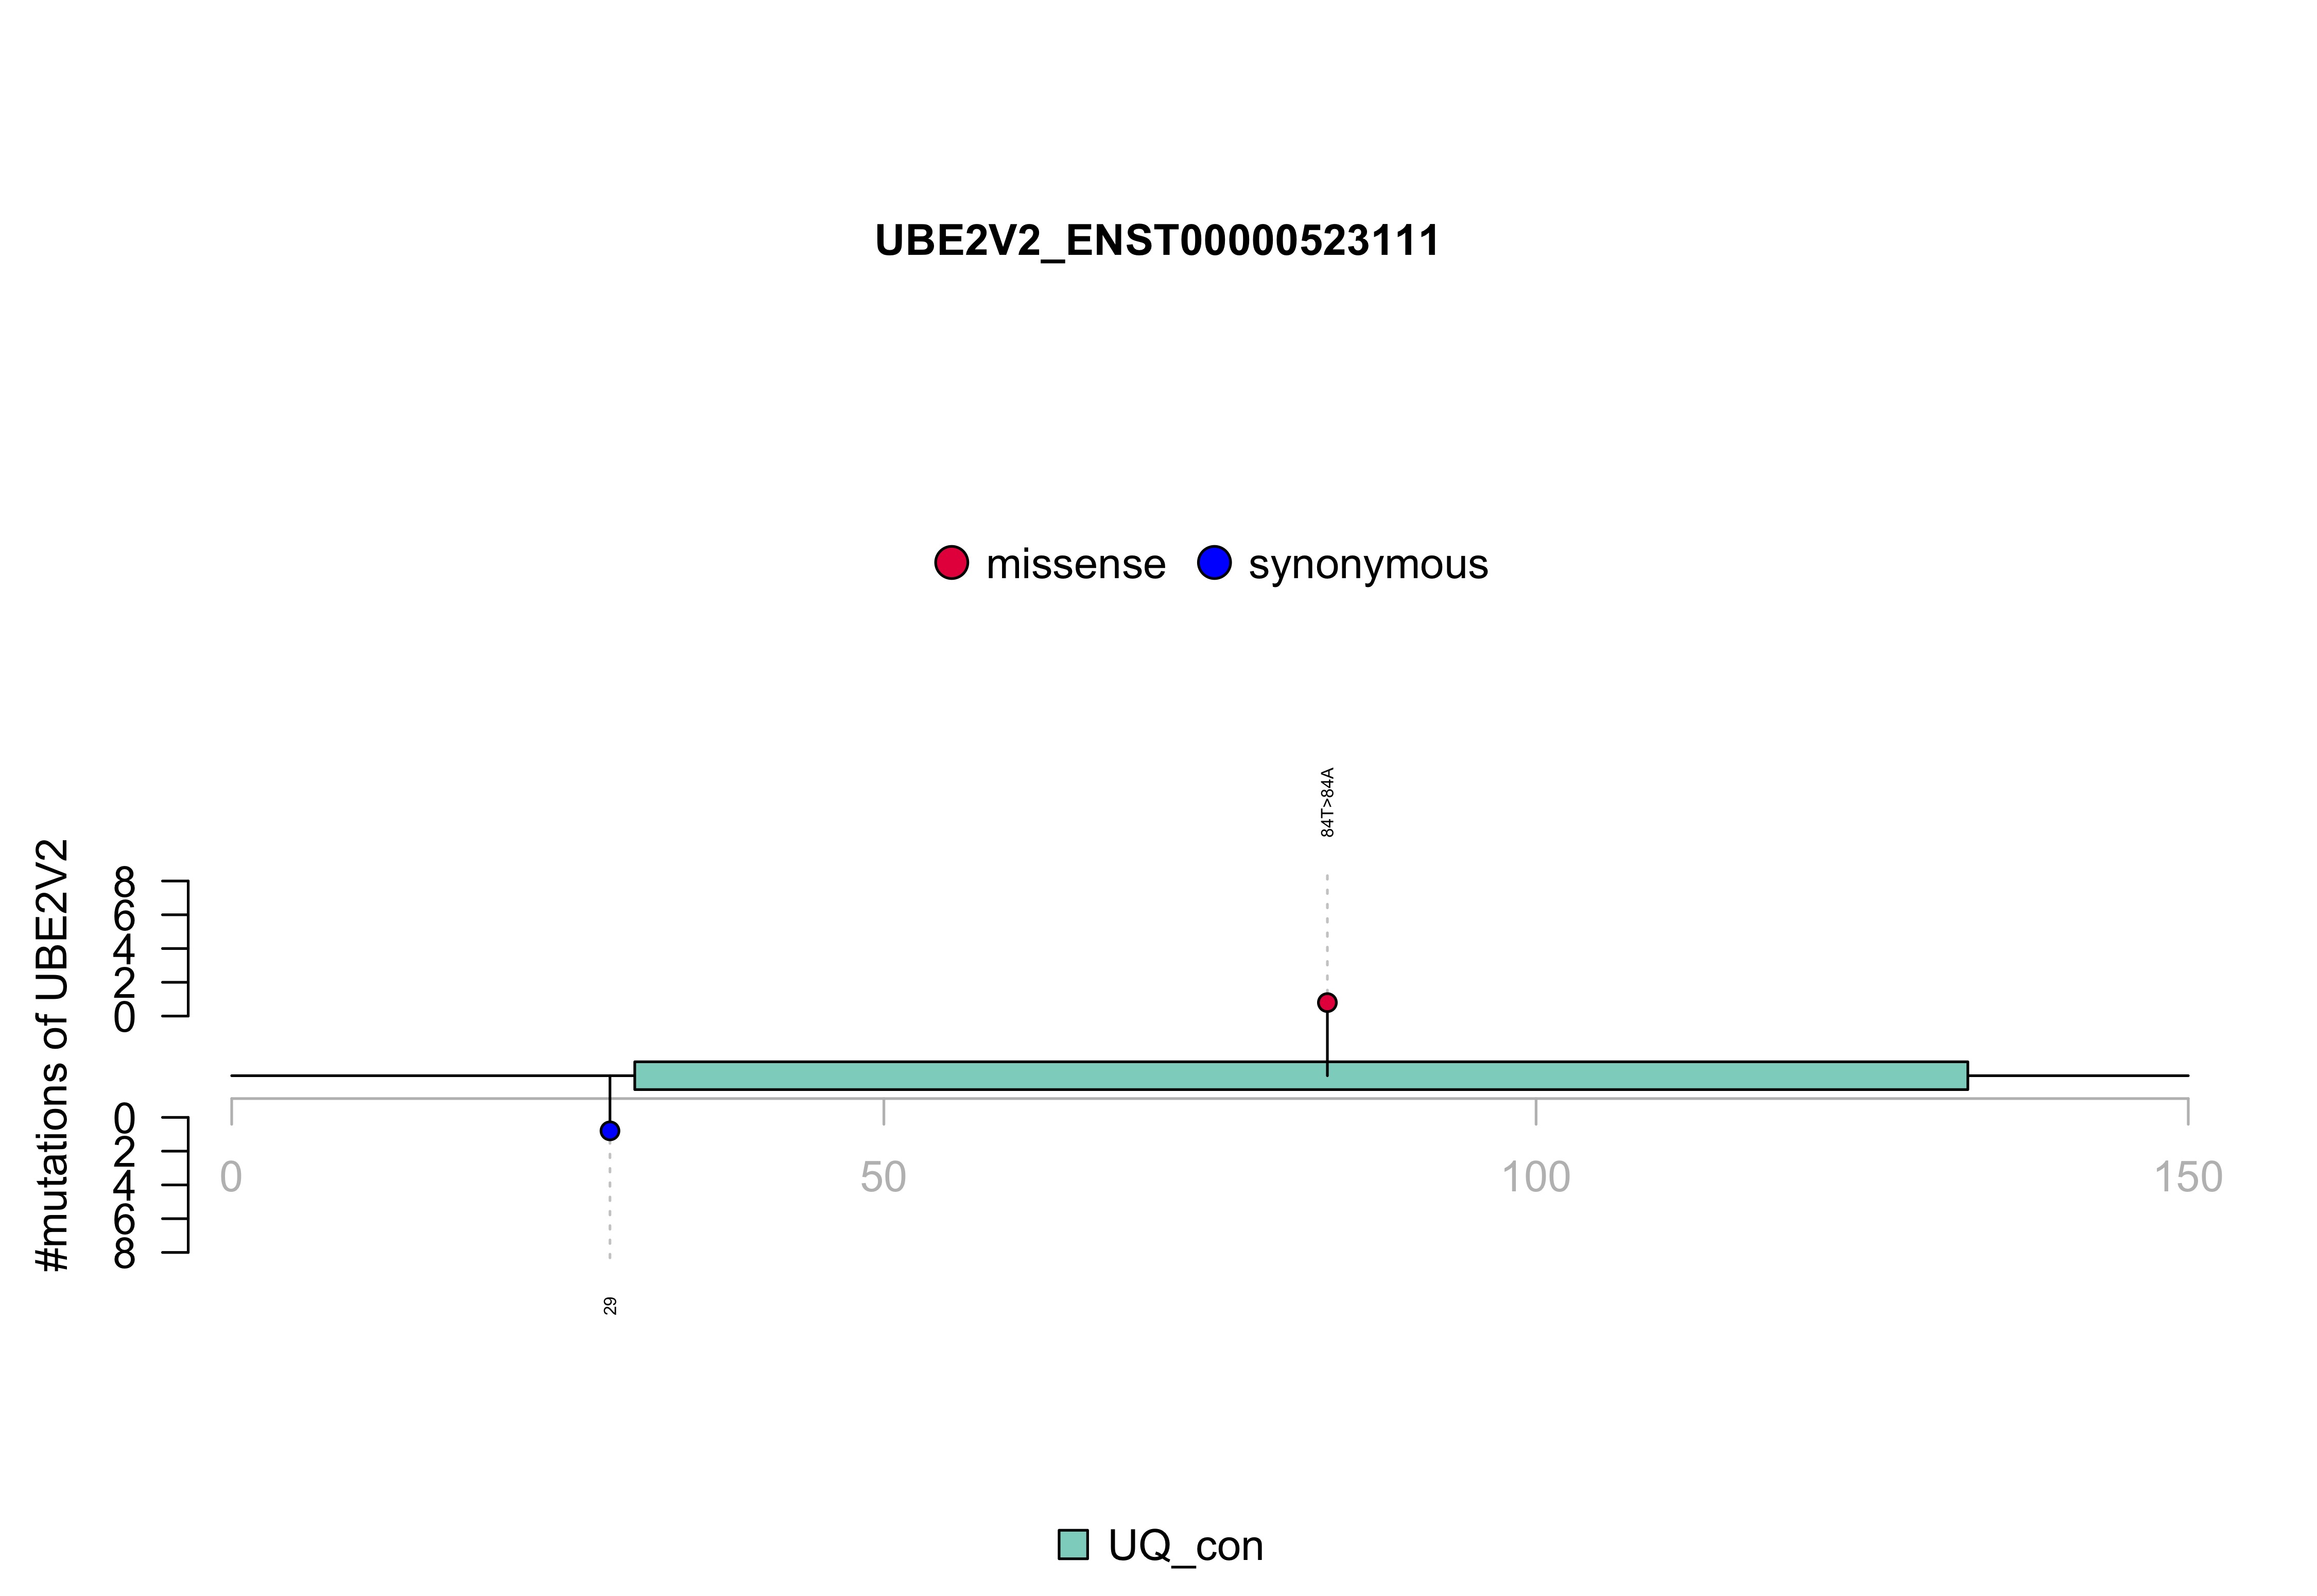 UBE2V2_ENST00000523111
missense
synonymous
84T>84A
#mutations of UBE2V2
8
6
4
2
0
0
2
4
6
8
0
50
100
150
29
UQ_con